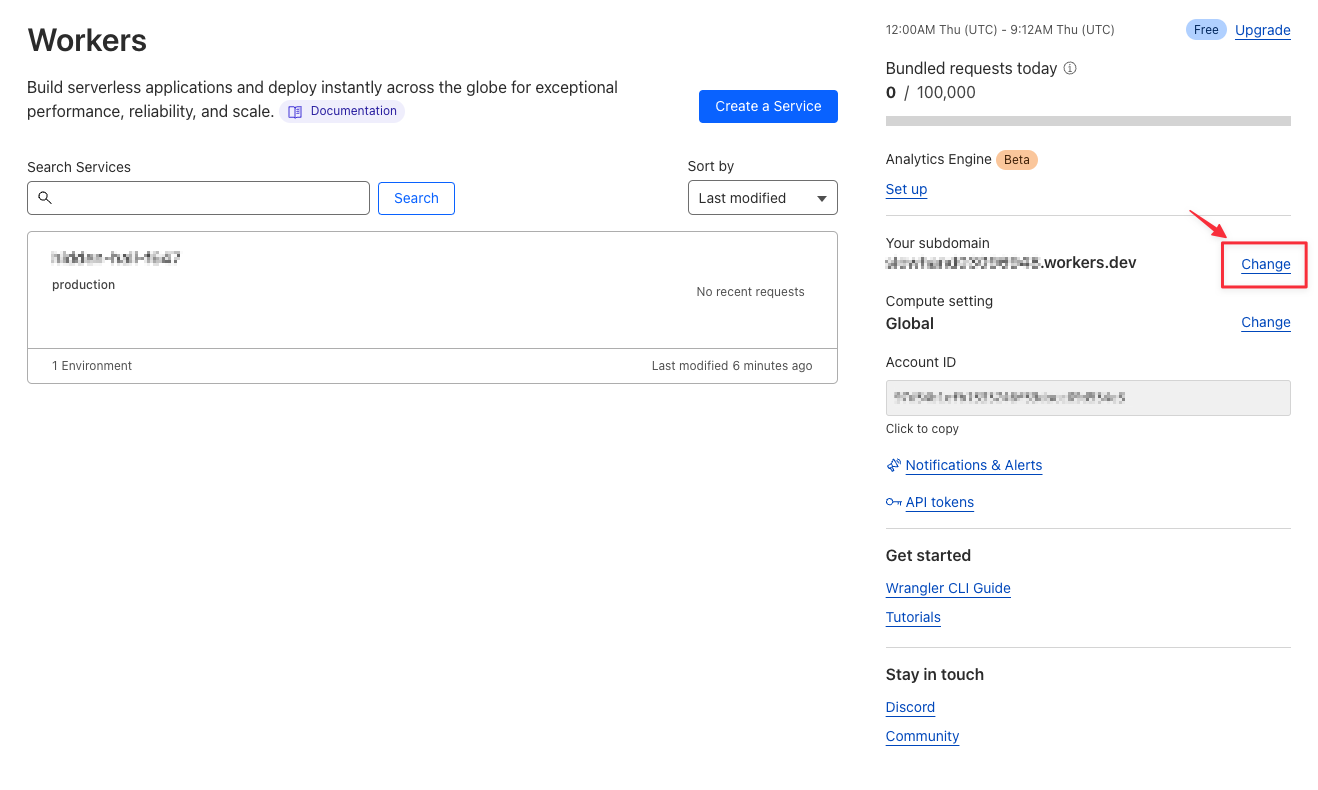 Workers
Build serverless applications and deploy instantly across the globe for exceptional
performance, reliability, and scale. Documentation
Create a Service
Search Services
Search
Sort by
Last modified
production
No recent requests
1 Environment
Last modified 6 minutes ago
12:00AM Thu (UTC) - 9:12AM Thu (UTC)
Free Upgrade
Bundled requests today
0 / 100,000
Analytics Engine Beta
Set up
Your subdomain
.workers.dev
Change
Compute setting
Global
Change
Account ID
Click to copy
Notifications & Alerts
API tokens
Get started
Wrangler CLI Guide
Tutorials
Stay in touch
Discord
Community